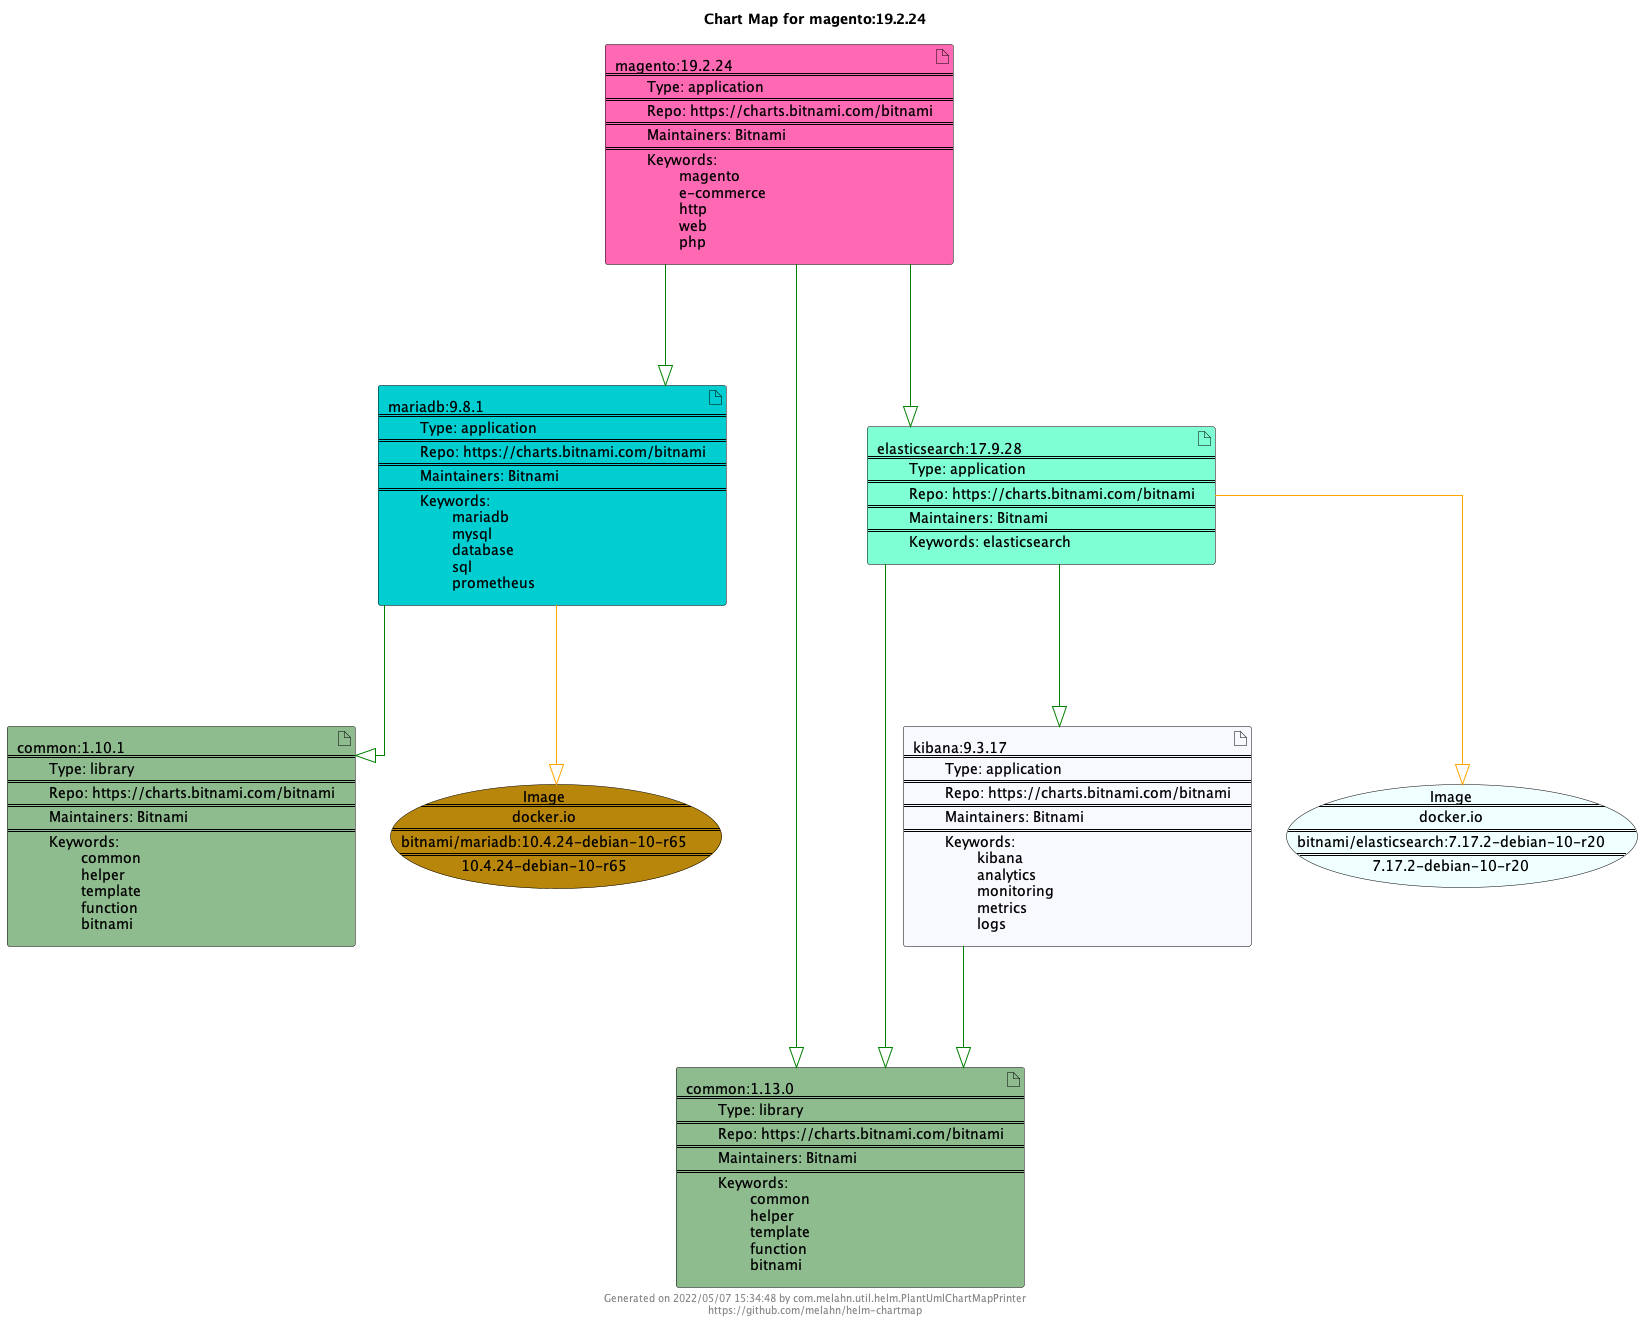 Chart Map for magento:19.2.24
magento:19.2.24
Type: application
Repo: https://charts.bitnami.com/bitnami
Maintainers: Bitnami
Keywords:
magento
e-commerce
http
web
php
mariadb:9.8.1
Type: application
Repo: https://charts.bitnami.com/bitnami
Maintainers: Bitnami
Keywords:
mariadb
mysql
database
sql
prometheus
elasticsearch:17.9.28
Type: application
Repo: https://charts.bitnami.com/bitnami
Maintainers: Bitnami
Keywords: elasticsearch
common:1.10.1
Type: library
Repo: https://charts.bitnami.com/bitnami
Maintainers: Bitnami
Keywords:
common
helper
template
function
bitnami
Image
docker.io
bitnami/mariadb:10.4.24-debian-10-r65
10.4.24-debian-10-r65
kibana:9.3.17
Type: application
Repo: https://charts.bitnami.com/bitnami
Maintainers: Bitnami
Keywords:
kibana
analytics
monitoring
metrics
logs
Image
docker.io
bitnami/elasticsearch:7.17.2-debian-10-r20
7.17.2-debian-10-r20
common:1.13.0
Type: library
Repo: https://charts.bitnami.com/bitnami
Maintainers: Bitnami
Keywords:
common
helper
template
function
bitnami
Generated on 2022/05/07 15:34:48 by com.melahn.util.helm.PlantUmlChartMapPrinter
https://github.com/melahn/helm-chartmap